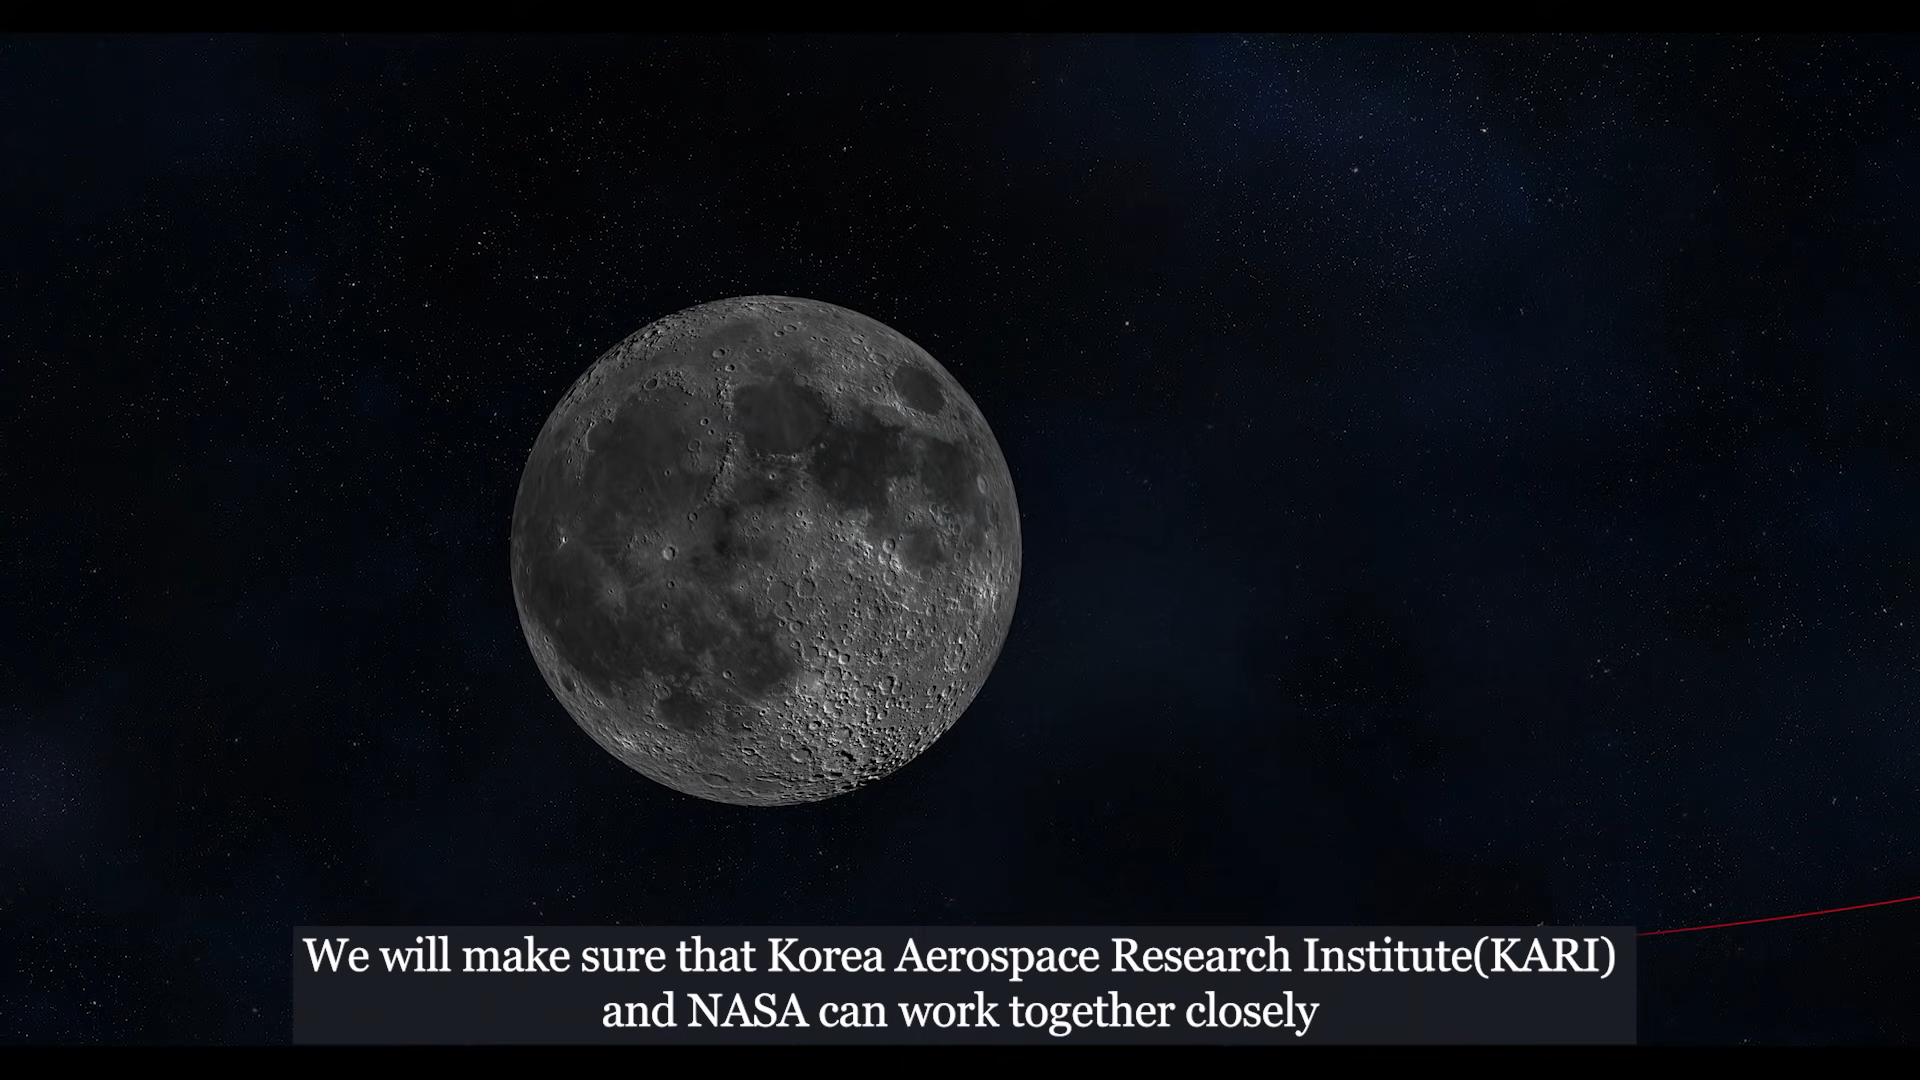 We will make sure that Korea Aerospace Research Institute(KARI)
and NASA can work together closely